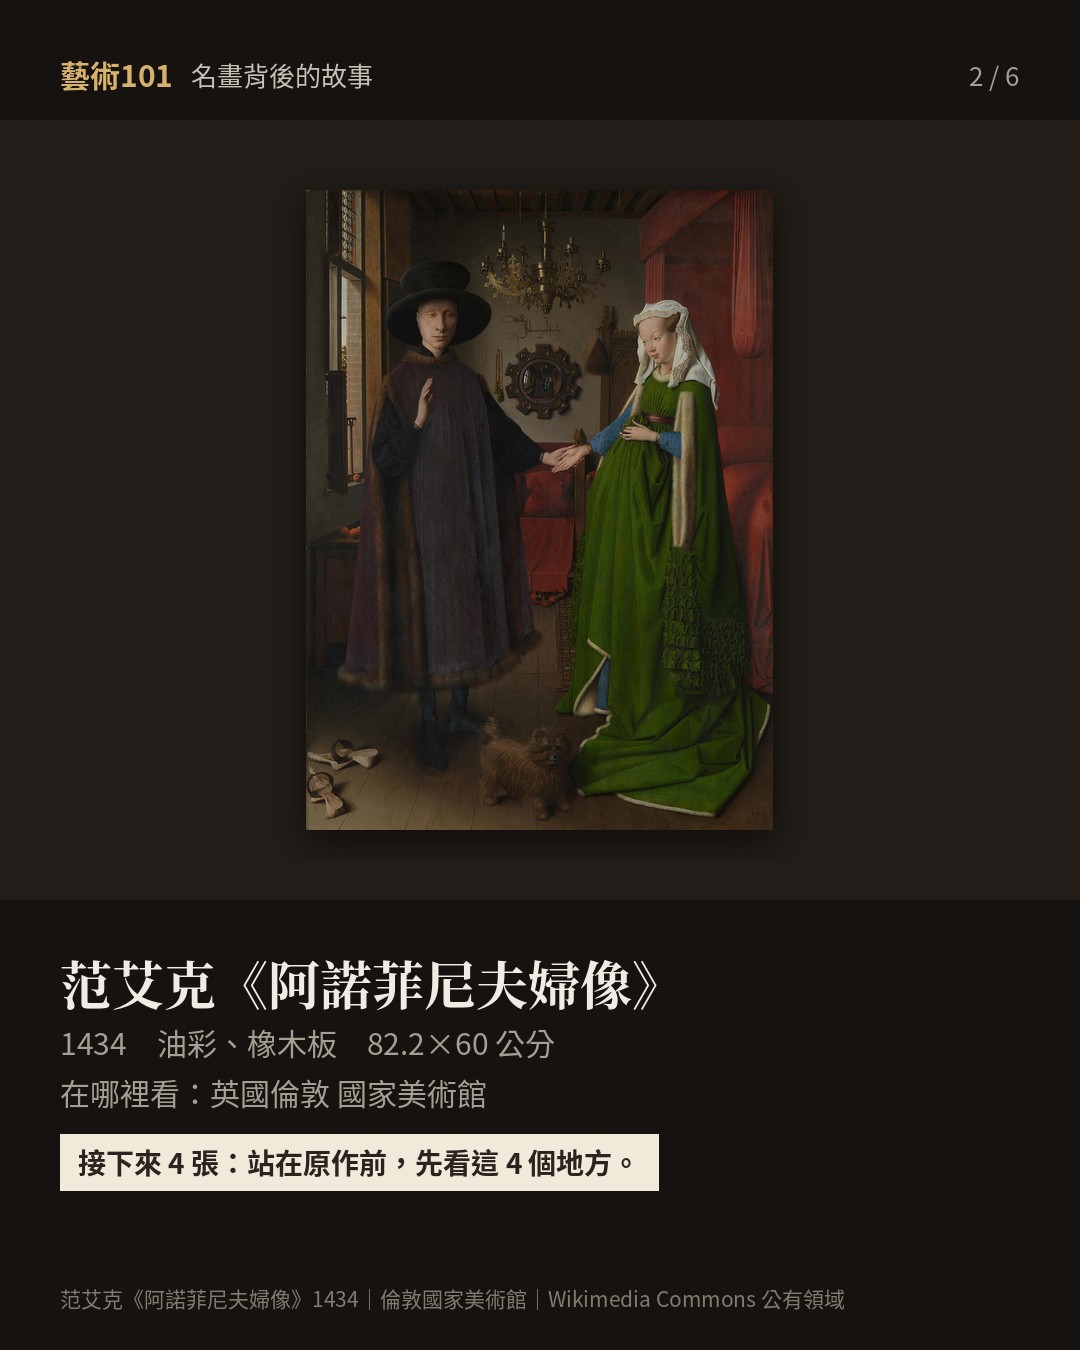 藝術101 名畫背後的故事
2 / 6
范艾克《阿諾菲尼夫婦像》
1434 油彩、橡木板 82.2×60 公分
在哪裡看：英國倫敦 國家美術館
接下來 4 張：站在原作前，先看這 4 個地方。
范艾克《阿諾菲尼夫婦像》1434｜倫敦國家美術館｜Wikimedia Commons 公有領域